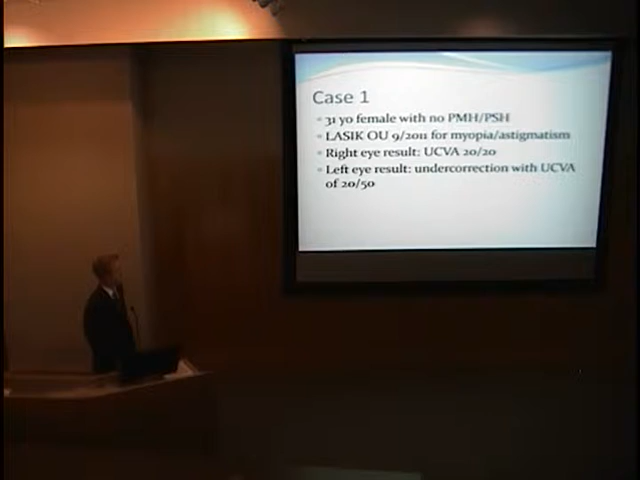 Case 1
31 yo female with no PMH/PSH
LASIK OU 9/2011 for myopia/astigmatism
Right eye result: UCVA 20/20
Left eye result: undercorrection with UCVA
of 20/50